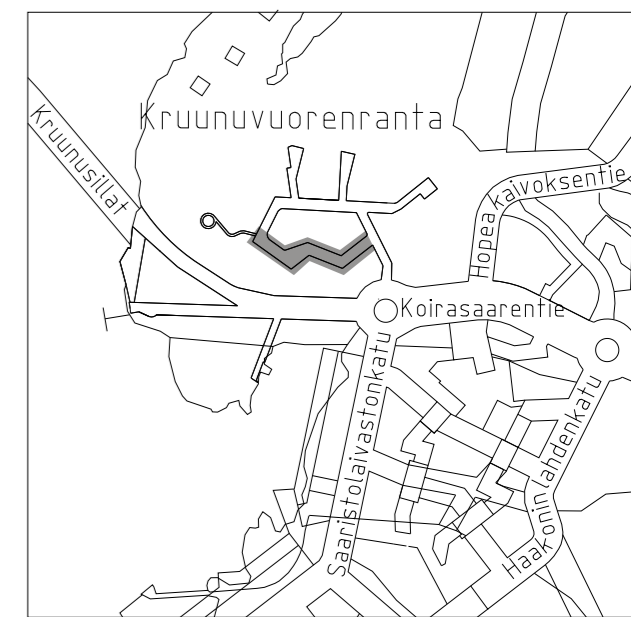 Kruunuvuorenranta
Kruunusillat
Hopeakaivoksentie
Koirasaarentie
Saaristolaivastonkatu
Haakoninlahdenkatu